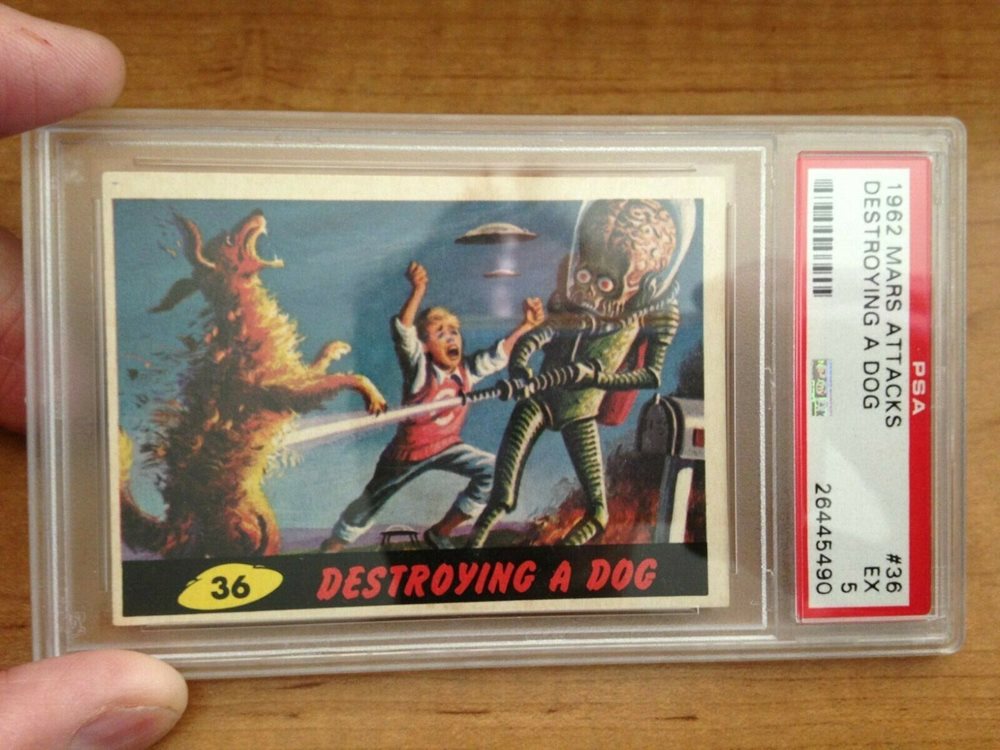 36
DESTROYING A DOG
PSA
1962 MARS ATTACKS
DESTROYING A DOG
#36
EX
5
26445490